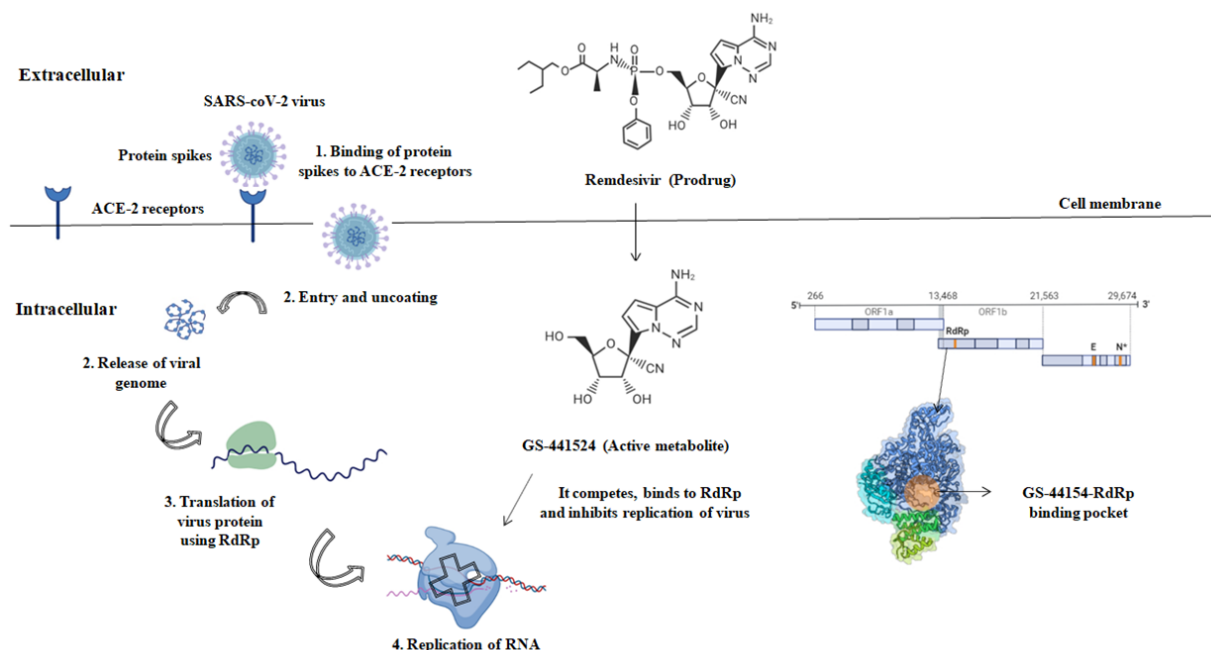 Extracellular
SARS-coV-2 virus
Protein spikes
1. Binding of protein
spikes to ACE-2 receptors
ACE-2 receptors
NH₂
N
N
N
O
O
H
N
P
O
O
O
O
CN
HO
OH
Remdesivir (Prodrug)
Cell membrane
Intracellular
2. Entry and uncoating
2. Release of viral
genome
3. Translation of
virus protein
using RdRp
4. Replication of RNA
NH₂
N
N
N
HO
O
CN
HO
OH
GS-441524 (Active metabolite)
It competes, binds to RdRp
and inhibits replication of virus
266
13,468
21,563
29,674
5'
3'
ORF1a
ORF1b
RdRp
E
N*
GS-44154-RdRp
binding pocket